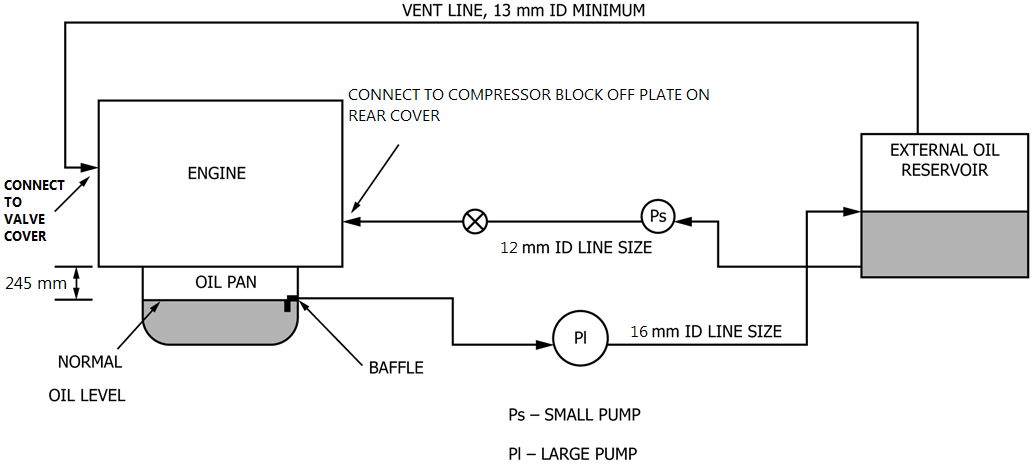 VENT LINE, 13 mm ID MINIMUM
CONNECT TO COMPRESSOR BLOCK OFF PLATE ON
REAR COVER
ENGINE
EXTERNAL OIL
RESERVOIR
CONNECT
TO
VALVE
COVER
Ps
12 mm ID LINE SIZE
245 mm
OIL PAN
Pl
16 mm ID LINE SIZE
NORMAL
OIL LEVEL
BAFFLE
Ps – SMALL PUMP
Pl – LARGE PUMP